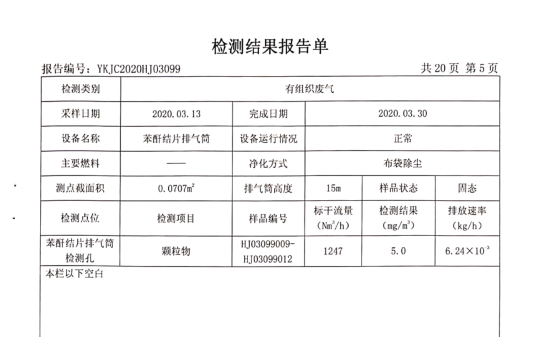 检测结果报告单
报告编号：YKJC2020HJ03099 共 20 页 第 5 页
检测类别 有组织废气
采样日期 2020.03.13 完成日期 2020.03.30
设备名称 苯酐结片排气筒 设备运行情况 正常
主要燃料 —— 净化方式 布袋除尘
测点截面积 0.0707m² 排气筒高度 15m 样品状态 固态
检测点位 检测项目 样品编号 标干流量 检测结果 排放速率
（Nm³/h） （mg/m³） （kg/h）
苯酐结片排气筒 颗粒物 HJ03099009- 1247 5.0 6.24×10⁻³
检测孔 HJ03099012
本栏以下空白